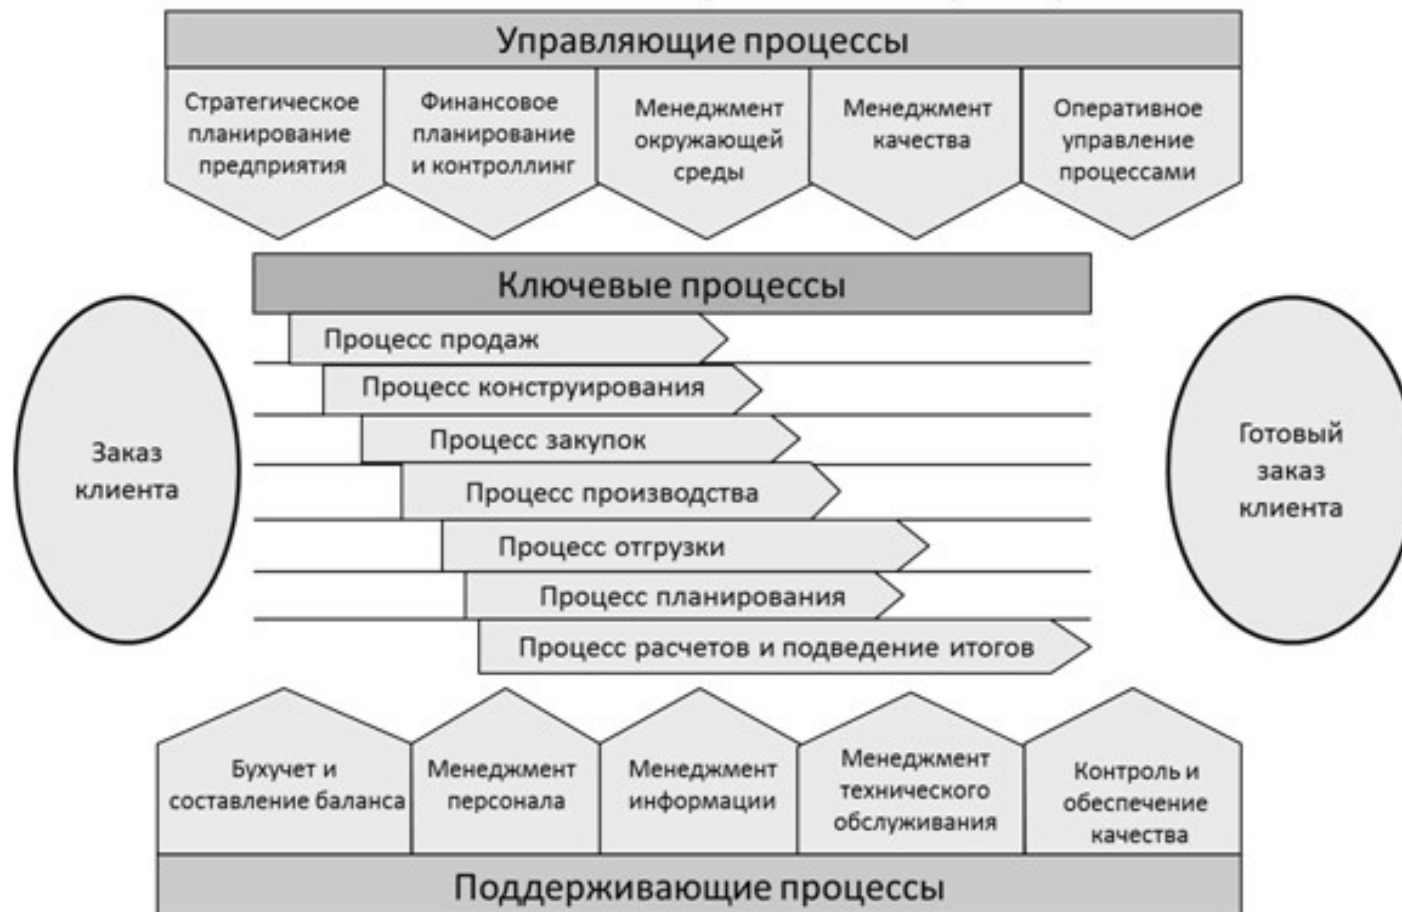 Управляющие процессы
Стратегическое
планирование
предприятия
Финансовое
планирование
и контроллинг
Менеджмент
окружающей
среды
Менеджмент
качества
Оперативное
управление
процессами
Ключевые процессы
Процесс продаж
Процесс конструирования
Процесс закупок
Процесс производства
Процесс отгрузки
Процесс планирования
Процесс расчетов и подведение итогов
Заказ
клиента
Готовый
заказ
клиента
Бухучет и
составление баланса
Менеджмент
персонала
Менеджмент
информации
Менеджмент
технического
обслуживания
Контроль и
обеспечение
качества
Поддерживающие процессы